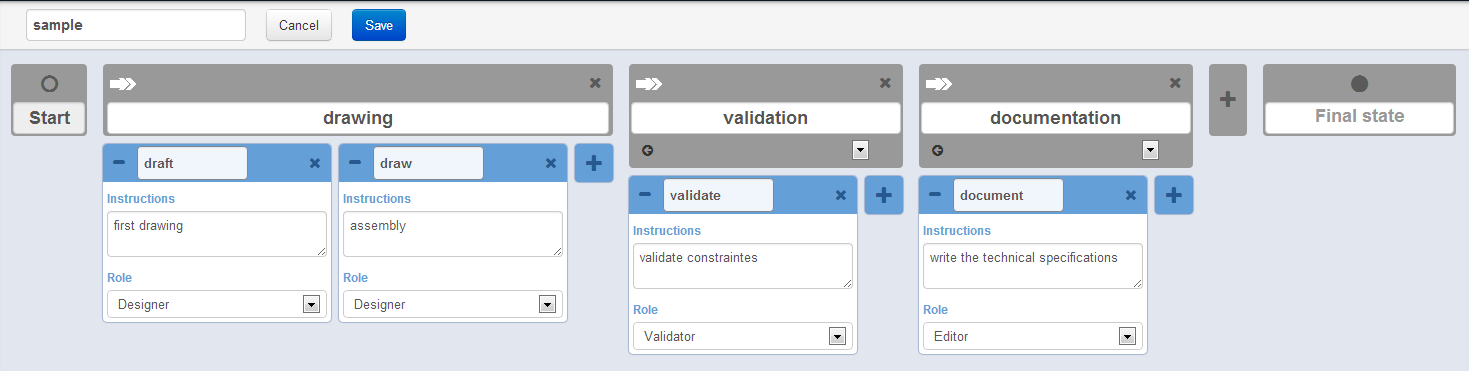 sample
Cancel
Save
Start
drawing
validation
documentation
Final state
draft
draw
Instructions
first drawing
Instructions
assembly
Role
Designer
Role
Designer
validate
Instructions
validate constraintes
Role
Validator
document
Instructions
write the technical specifications
Role
Editor